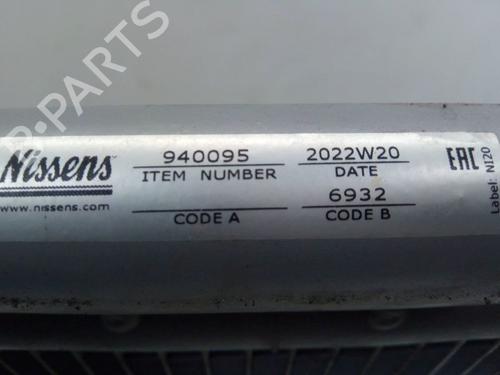 Nissens
www.nissens.com
940095
ITEM NUMBER
CODE A
2022W20
DATE
6932
CODE B
EAC
Label: NI20
PARTS